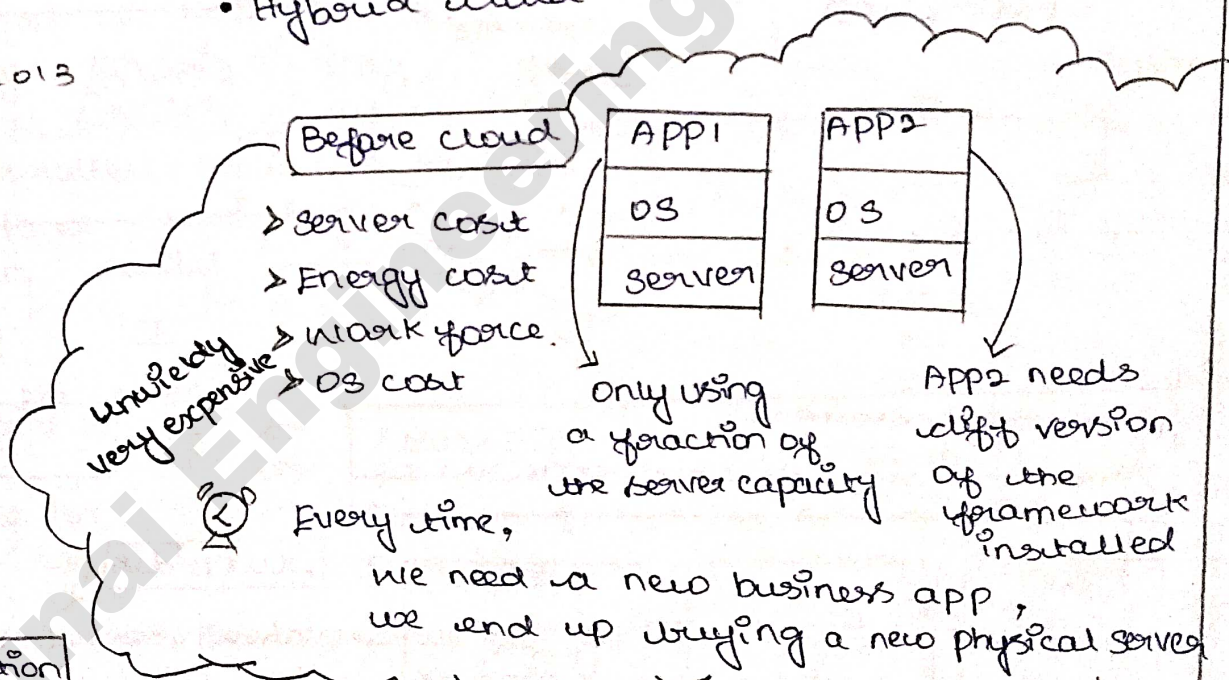 • Hybrid
013
Before cloud
APP1
OS
Server
APP2
OS
Server
> Server cost
> Energy cost
> Work force.
> OS cost
unwieldy
very expensive
only using
a fraction of
the server capacity
APP2 needs
diff version
of the
framework
installed
Every time,
we need a new business app,
we end up buying a new physical server
nai Engineering